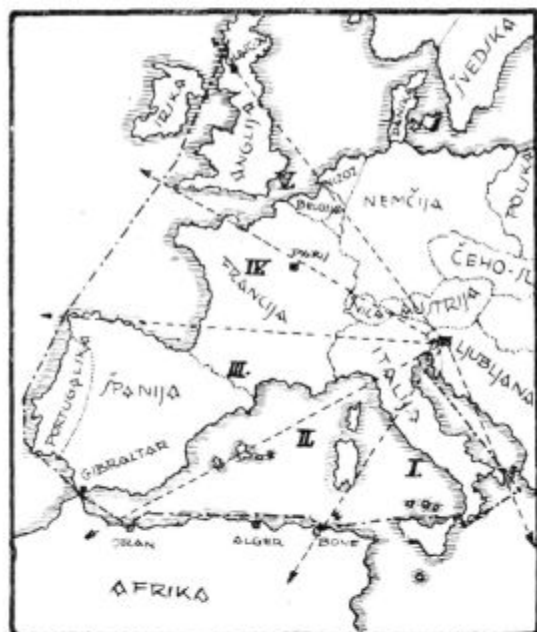 ŠVEDSKA
IRSKA
ANGLIJA
DANSKA
NIZOZ
BELGIJA
NEMČIJA
POLJSKA
V.
ČEHO-SL
IV.
PARIZ
FRANCIJA
AVSTRIJA
LJUBLJANA
ITALIJA
III.
ŠPANIJA
PORTUGALSKA
II.
GIBRALTAR
I.
ORAN
ALGER
BONE
AFRIKA